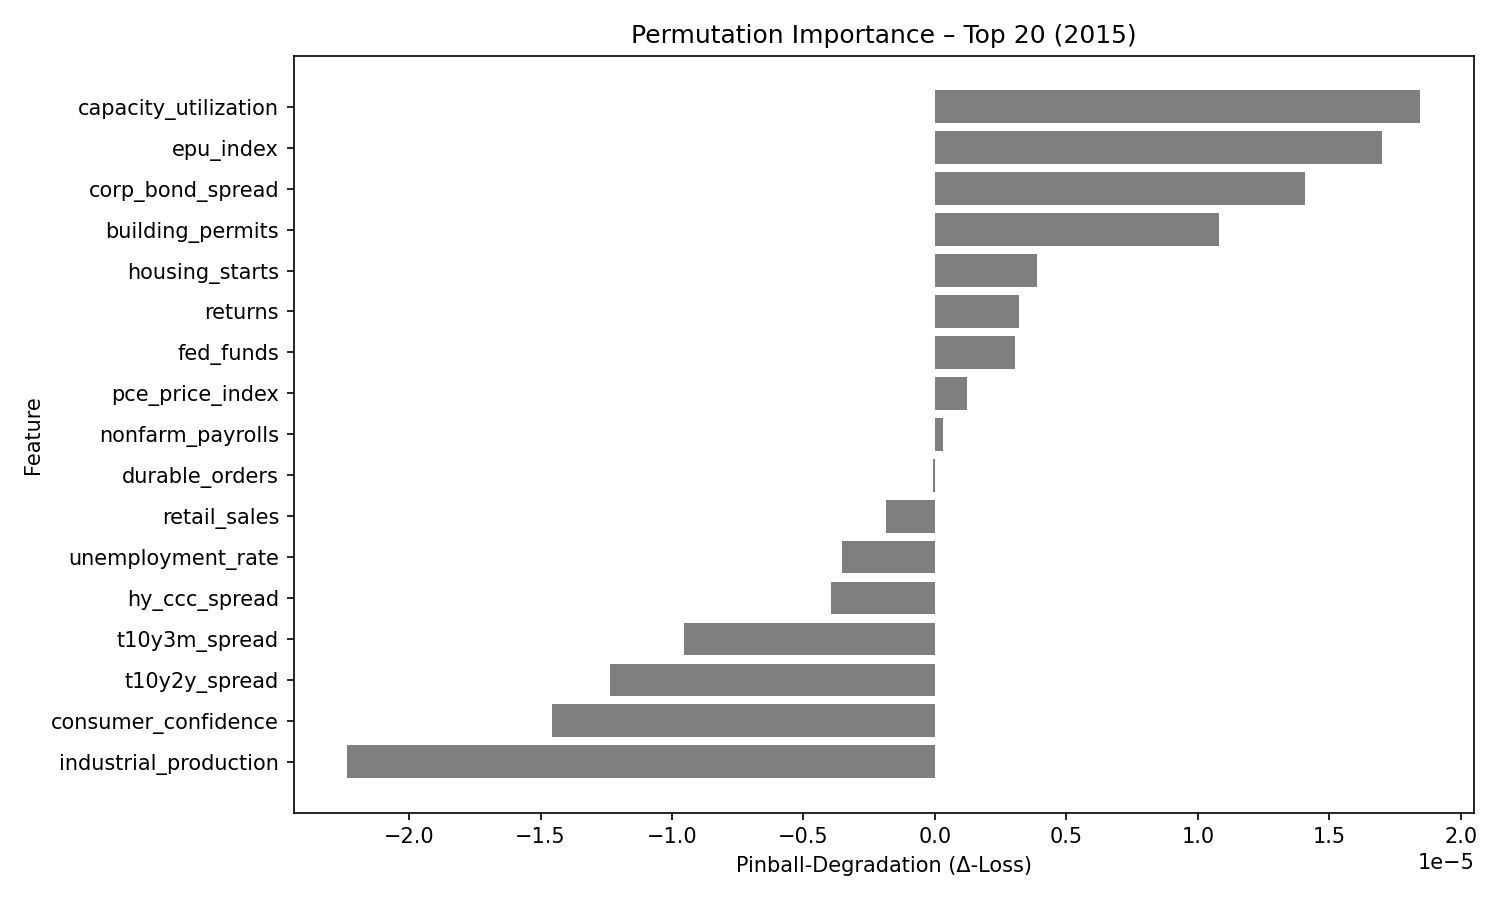 Permutation Importance – Top 20 (2015)
capacity_utilization
epu_index
corp_bond_spread
building_permits
housing_starts
returns
fed_funds
pce_price_index
nonfarm_payrolls
durable_orders
retail_sales
unemployment_rate
hy_ccc_spread
t10y3m_spread
t10y2y_spread
consumer_confidence
industrial_production
Feature
−2.0 −1.5 −1.0 −0.5 0.0 0.5 1.0 1.5 2.0
1e−5
Pinball-Degradation (Δ-Loss)